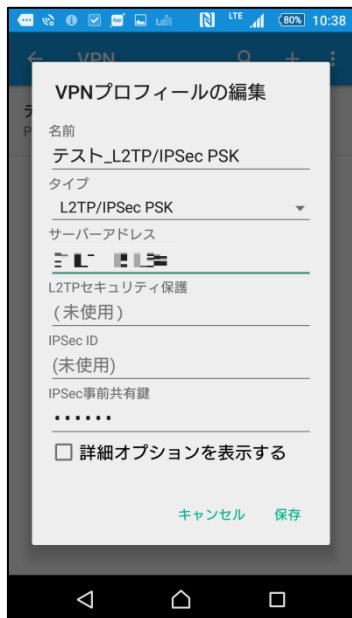 LTE 80% 10:38
VPN
VPNプロフィールの編集
名前
テスト_L2TP/IPSec PSK
タイプ
L2TP/IPSec PSK
サーバーアドレス
L2TPセキュリティ保護
(未使用)
IPSec ID
(未使用)
IPSec事前共有鍵
••••••
詳細オプションを表示する
キャンセル 保存